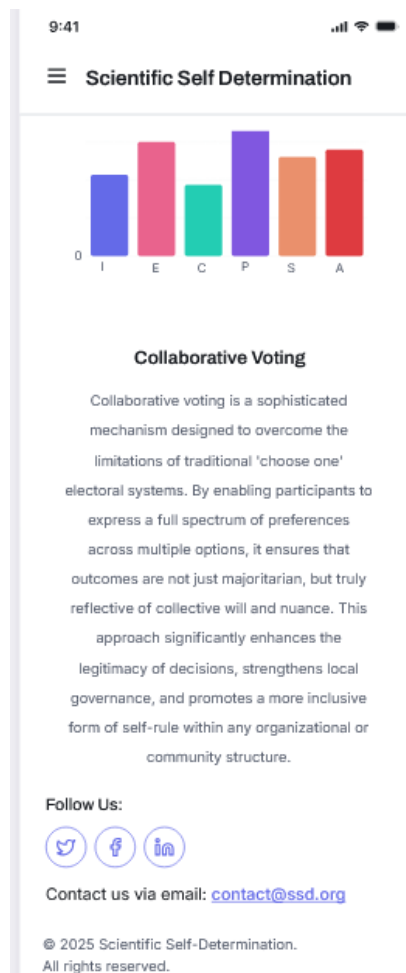 9:41
Scientific Self Determination
0
I E C P S A
Collaborative Voting
Collaborative voting is a sophisticated
mechanism designed to overcome the
limitations of traditional 'choose one'
electoral systems. By enabling participants to
express a full spectrum of preferences
across multiple options, it ensures that
outcomes are not just majoritarian, but truly
reflective of collective will and nuance. This
approach significantly enhances the
legitimacy of decisions, strengthens local
governance, and promotes a more inclusive
form of self-rule within any organizational or
community structure.
Follow Us:
Contact us via email: contact@ssd.org
© 2025 Scientific Self-Determination.
All rights reserved.